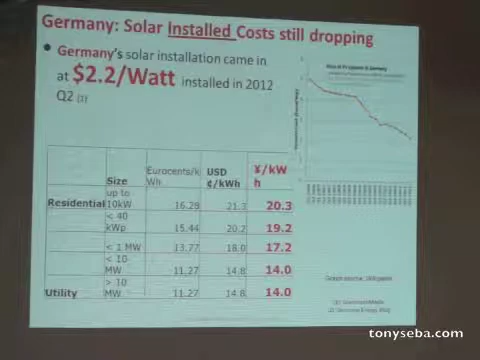 Germany: Solar Installed Costs still dropping
• Germany's solar installation came in
at $2.2/Watt installed in 2012
Q2 (1)
Size Eurocents/k Wh USD ¢/kWh ¥/kW h
Residential up to 10kW 16.29 21.3 20.3
< 40 kWp 15.44 20.2 19.2
< 1 MW 13.77 18.0 17.2
< 10 MW 11.27 14.8 14.0
Utility > 10 MW 11.27 14.8 14.0
tonyseba.com